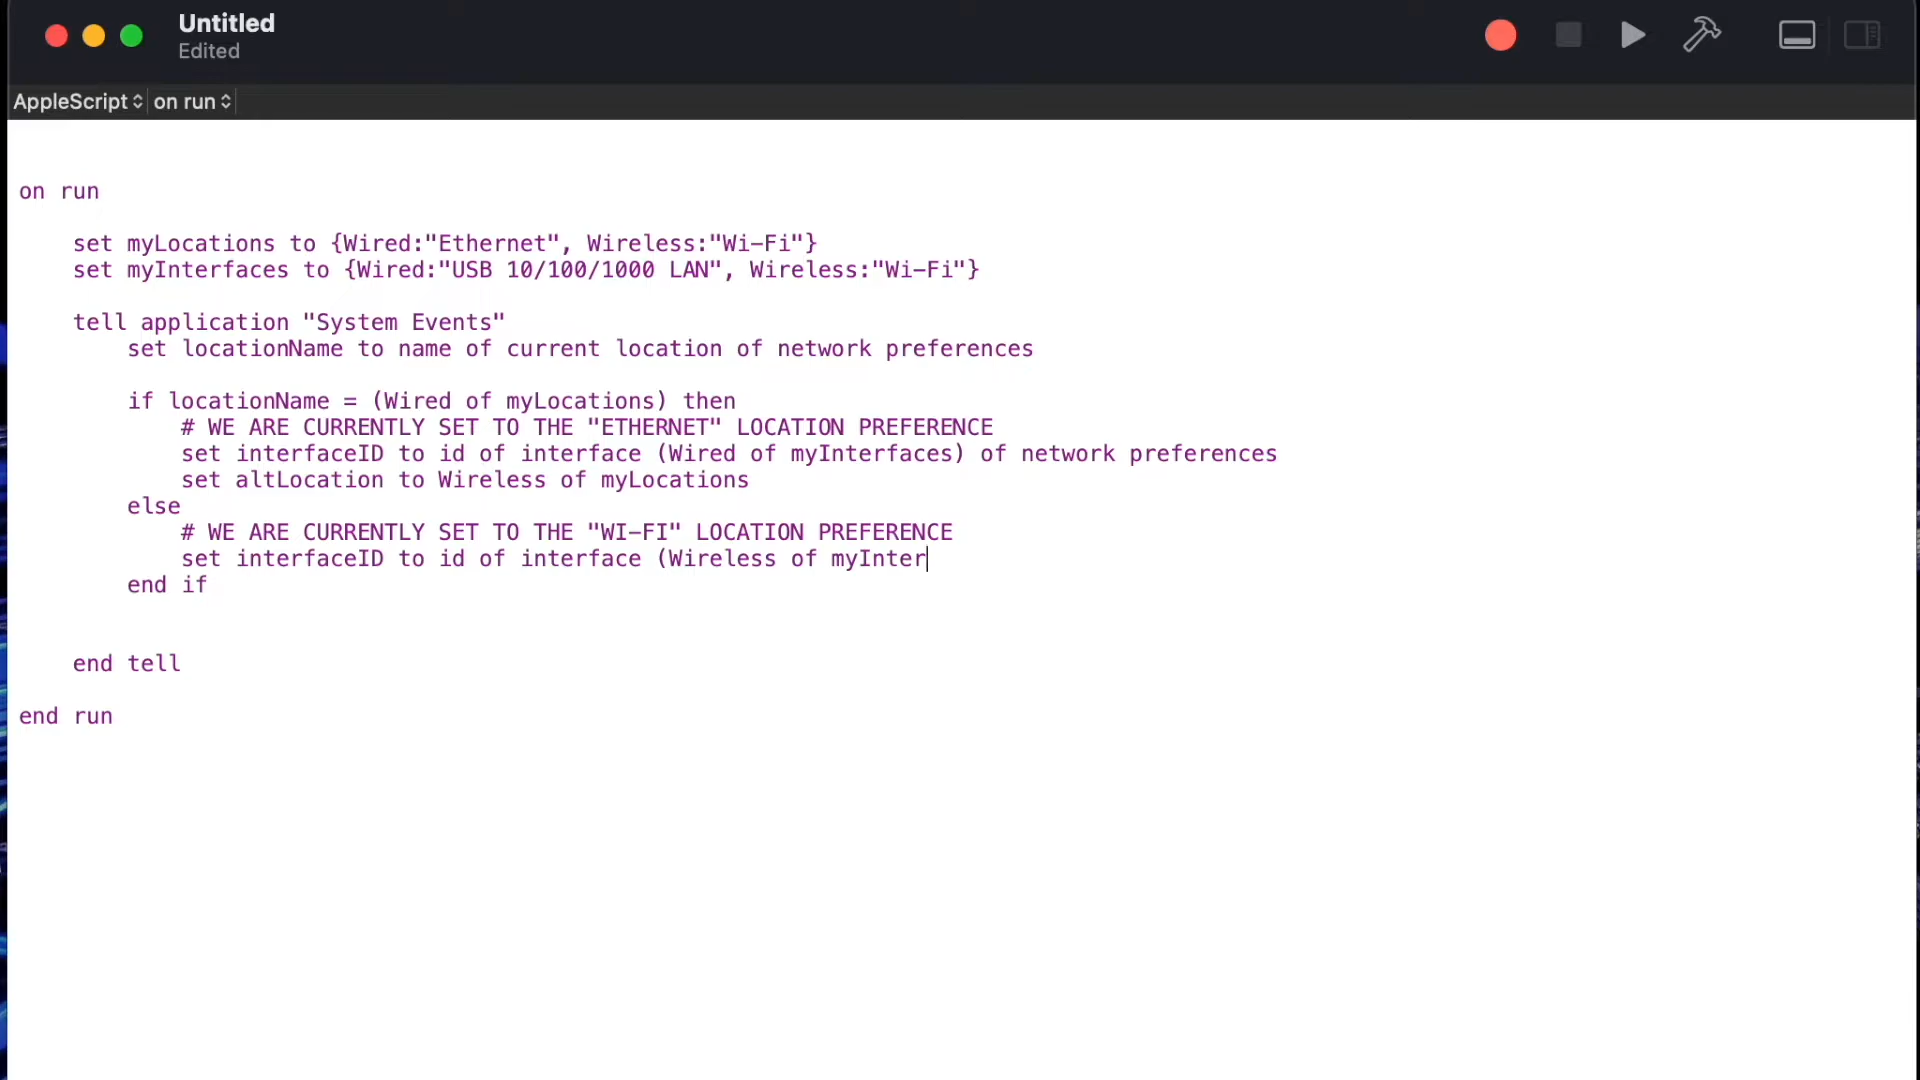 Untitled
Edited
AppleScript on run
on run
set myLocations to {Wired:"Ethernet", Wireless:"Wi-Fi"}
set myInterfaces to {Wired:"USB 10/100/1000 LAN", Wireless:"Wi-Fi"}
tell application "System Events"
set locationName to name of current location of network preferences
if locationName = (Wired of myLocations) then
# WE ARE CURRENTLY SET TO THE "ETHERNET" LOCATION PREFERENCE
set interfaceID to id of interface (Wired of myInterfaces) of network preferences
set altLocation to Wireless of myLocations
else
# WE ARE CURRENTLY SET TO THE "WI-FI" LOCATION PREFERENCE
set interfaceID to id of interface (Wireless of myInter
end if
end tell
end run